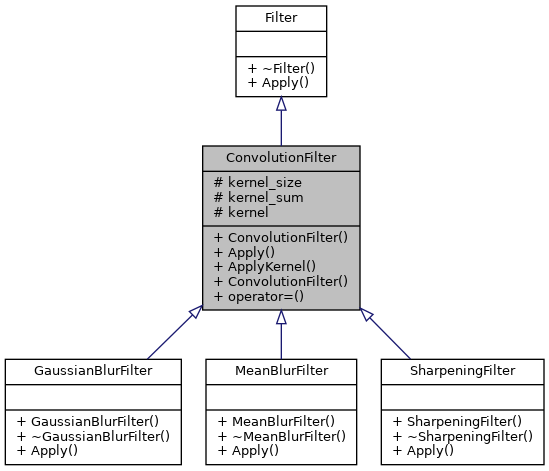 Filter
+ ~Filter()
+ Apply()
ConvolutionFilter
# kernel_size
# kernel_sum
# kernel
+ ConvolutionFilter()
+ Apply()
+ ApplyKernel()
+ ConvolutionFilter()
+ operator=()
GaussianBlurFilter
+ GaussianBlurFilter()
+ ~GaussianBlurFilter()
+ Apply()
MeanBlurFilter
+ MeanBlurFilter()
+ ~MeanBlurFilter()
+ Apply()
SharpeningFilter
+ SharpeningFilter()
+ ~SharpeningFilter()
+ Apply()